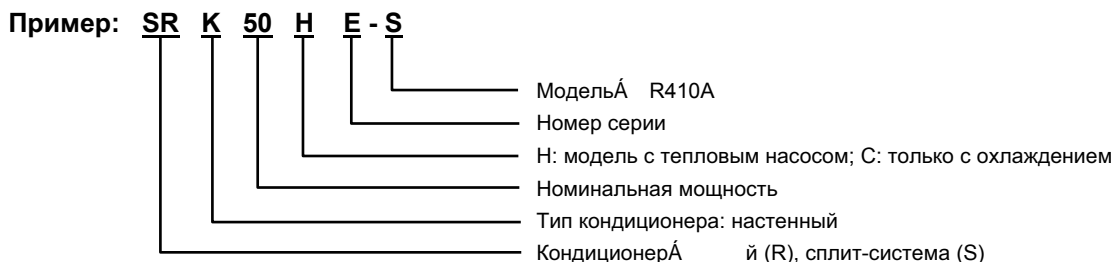 Пример: SR K 50 H E - S
МодельÁ R410A
Номер серии
Н: модель с тепловым насосом; С: только с охлаждением
Номинальная мощность
Тип кондиционера: настенный
КондиционерÁ й (R), сплит-система (S)